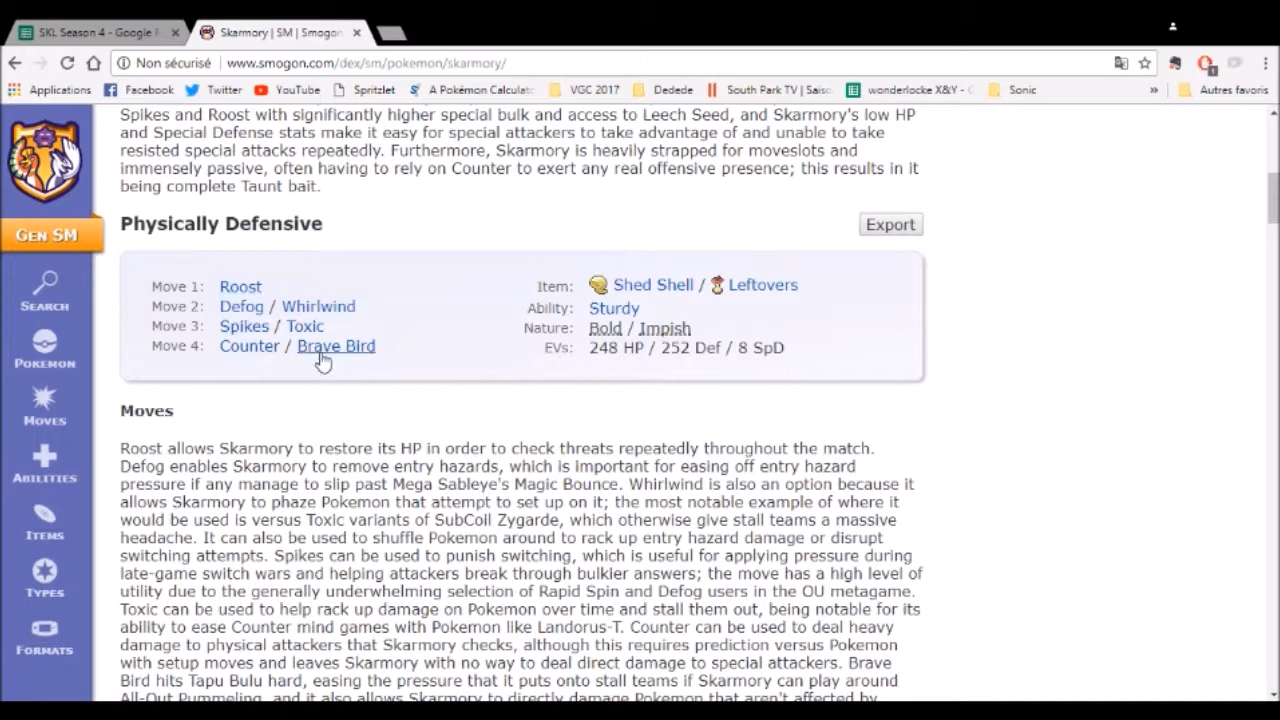 SKL Season 4 - Google F
Skarmory | SM | Smogon
Non sécurisé
www.smogon.com/dex/sm/pokemon/skarmory/
Applications
Facebook
Twitter
YouTube
Spritzlet
A Pokémon Calculat
VGC 2017
Dedede
South Park TV | Saiso
wonderlocke X&Y - G
Sonic
»
Autres favoris
Spikes and Roost with significantly higher special bulk and access to Leech Seed, and Skarmory's low HP
and Special Defense stats make it easy for special attackers to take advantage of and unable to take
resisted special attacks repeatedly. Furthermore, Skarmory is heavily strapped for moveslots and
immensely passive, often having to rely on Counter to exert any real offensive presence; this results in it
being complete Taunt bait.
Physically Defensive
Export
Move 1: Roost
Move 2: Defog / Whirlwind
Move 3: Spikes / Toxic
Move 4: Counter / Brave Bird
Item: Shed Shell / Leftovers
Ability: Sturdy
Nature: Bold / Impish
EVs: 248 HP / 252 Def / 8 SpD
Moves
Roost allows Skarmory to restore its HP in order to check threats repeatedly throughout the match.
Defog enables Skarmory to remove entry hazards, which is important for easing off entry hazard
pressure if any manage to slip past Mega Sableye's Magic Bounce. Whirlwind is also an option because it
allows Skarmory to phaze Pokemon that attempt to set up on it; the most notable example of where it
would be used is versus Toxic variants of SubCoil Zygarde, which otherwise give stall teams a massive
headache. It can also be used to shuffle Pokemon around to rack up entry hazard damage or disrupt
switching attempts. Spikes can be used to punish switching, which is useful for applying pressure during
late-game switch wars and helping attackers break through bulkier answers; the move has a high level of
utility due to the generally underwhelming selection of Rapid Spin and Defog users in the OU metagame.
Toxic can be used to help rack up damage on Pokemon over time and stall them out, being notable for its
ability to ease Counter mind games with Pokemon like Landorus-T. Counter can be used to deal heavy
damage to physical attackers that Skarmory checks, although this requires prediction versus Pokemon
with setup moves and leaves Skarmory with no way to deal direct damage to special attackers. Brave
Bird hits Tapu Bulu hard, easing the pressure that it puts onto stall teams if Skarmory can play around
All-Out Pummeling, and it also allows Skarmory to directly damage Pokemon that aren't affected by
GEN SM
SEARCH
POKEMON
MOVES
ABILITIES
ITEMS
TYPES
FORMATS